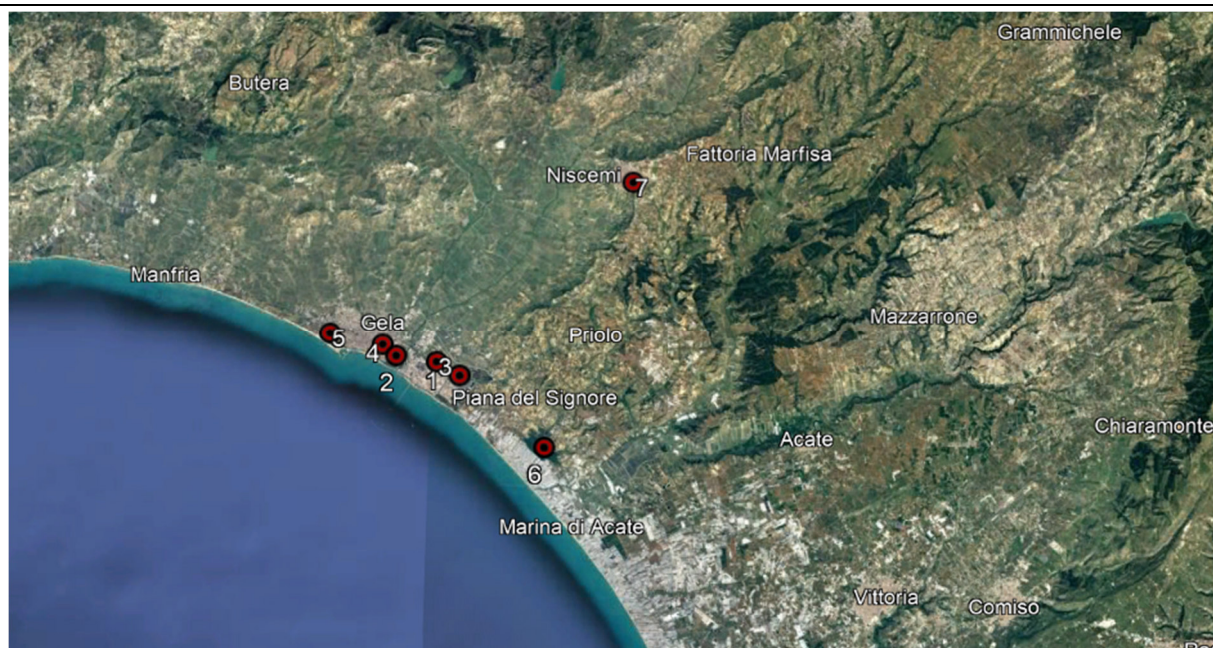 Grammichele
Butera
Fattoria Marfisa
Niscemi
7
Manfria
Mazzarrone
Gela
5
Priolo
4
3
2
1
Piana del Signore
Chiaramonte
Acate
6
Marina di Acate
Vittoria
Comiso